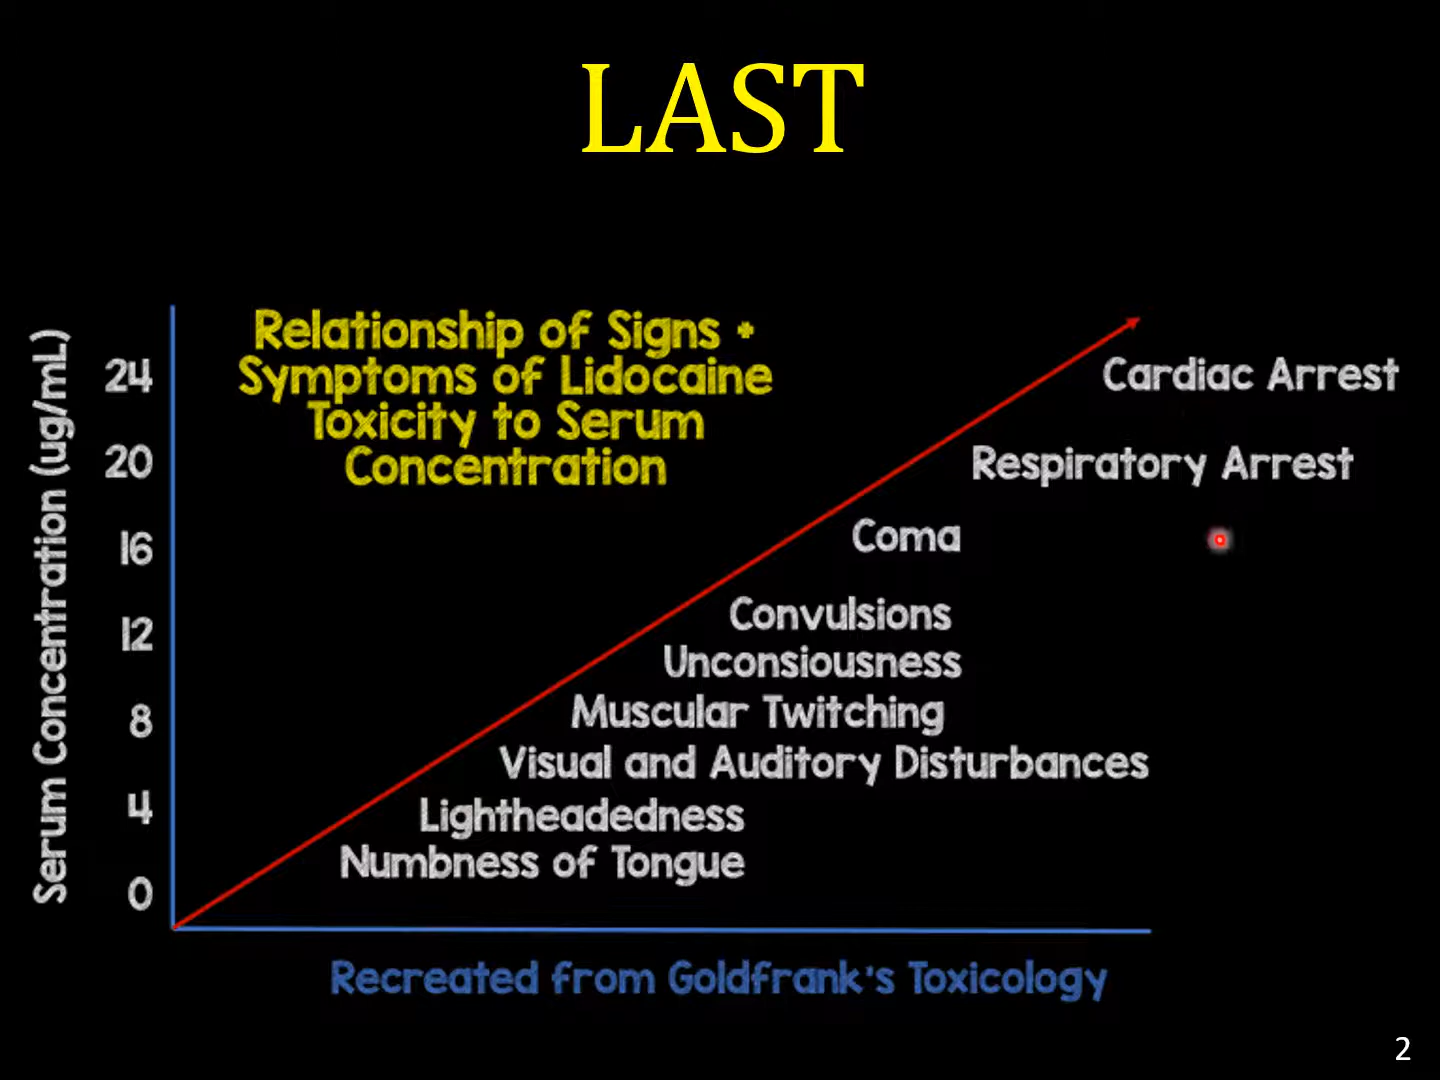 LAST
Relationship of Signs +
Symptoms of Lidocaine
Toxicity to Serum
Concentration
Serum Concentration (ug/mL)
24
20
16
12
8
4
0
Cardiac Arrest
Respiratory Arrest
Coma
Convulsions
Unconsiousness
Muscular Twitching
Visual and Auditory Disturbances
Lightheadedness
Numbness of Tongue
Recreated from Goldfrank's Toxicology
2